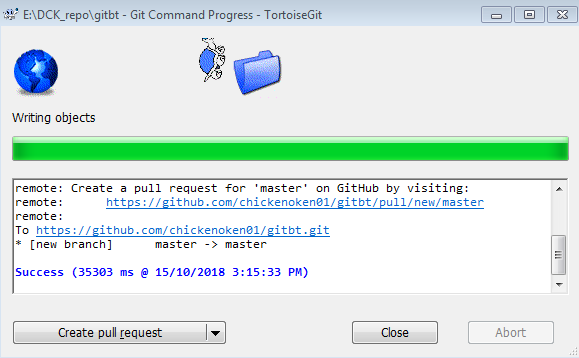 E:\DCK_repo\gitbt - Git Command Progress - TortoiseGit
Writing objects
remote: Create a pull request for 'master' on GitHub by visiting:
remote:      https://github.com/chickenoken01/gitbt/pull/new/master
remote:
To https://github.com/chickenoken01/gitbt.git
* [new branch]      master -> master
Success (35303 ms @ 15/10/2018 3:15:33 PM)
Create pull request
Close
Abort